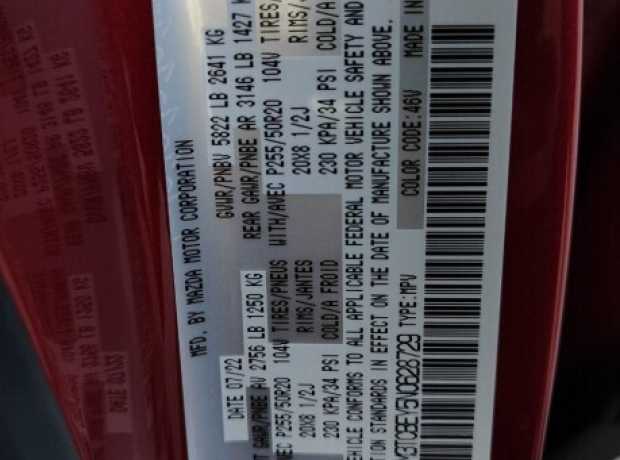 MFD. BY MAZDA MOTOR CORPORATION
DATE 07/22 GVWR/PNBV 5822 LB 2641 KG
GAWR/PNBE AV 2756 LB 1250 KG REAR GAWR/PNBE AR 3146 LB 1427
WITH/AVEC P255/50R20 104V TIRES/PNEUS WITH/AVEC P255/50R20 104V TIRES/
20X8 1/2J RIMS/JANTES 20X8 1/2J RIMS/
230 KPA/34 PSI COLD/A FROID 230 KPA/34 PSI COLD/A
VEHICLE CONFORMS TO ALL APPLICABLE FEDERAL MOTOR VEHICLE SAFETY AND
STANDARDS IN EFFECT ON THE DATE OF MANUFACTURE SHOWN ABOVE.
TYPE: MPV COLOR CODE: 46V MADE IN